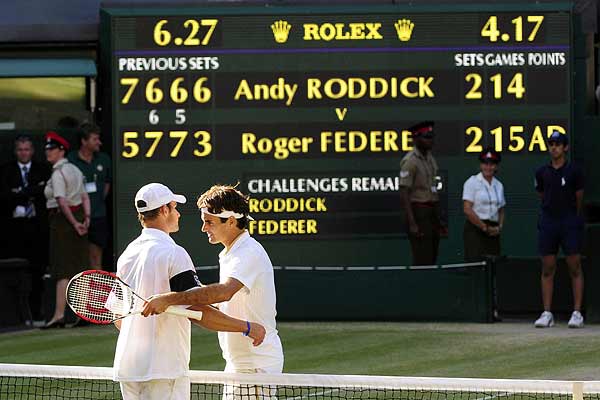 6.27 ROLEX 4.17
PREVIOUS SETS SETS GAMES POINTS
7 6 6 6 Andy RODDICK 2 14
6 5 V
5 7 7 3 Roger FEDERE 2 15 AD
CHALLENGES REMAI
RODDICK
FEDERER